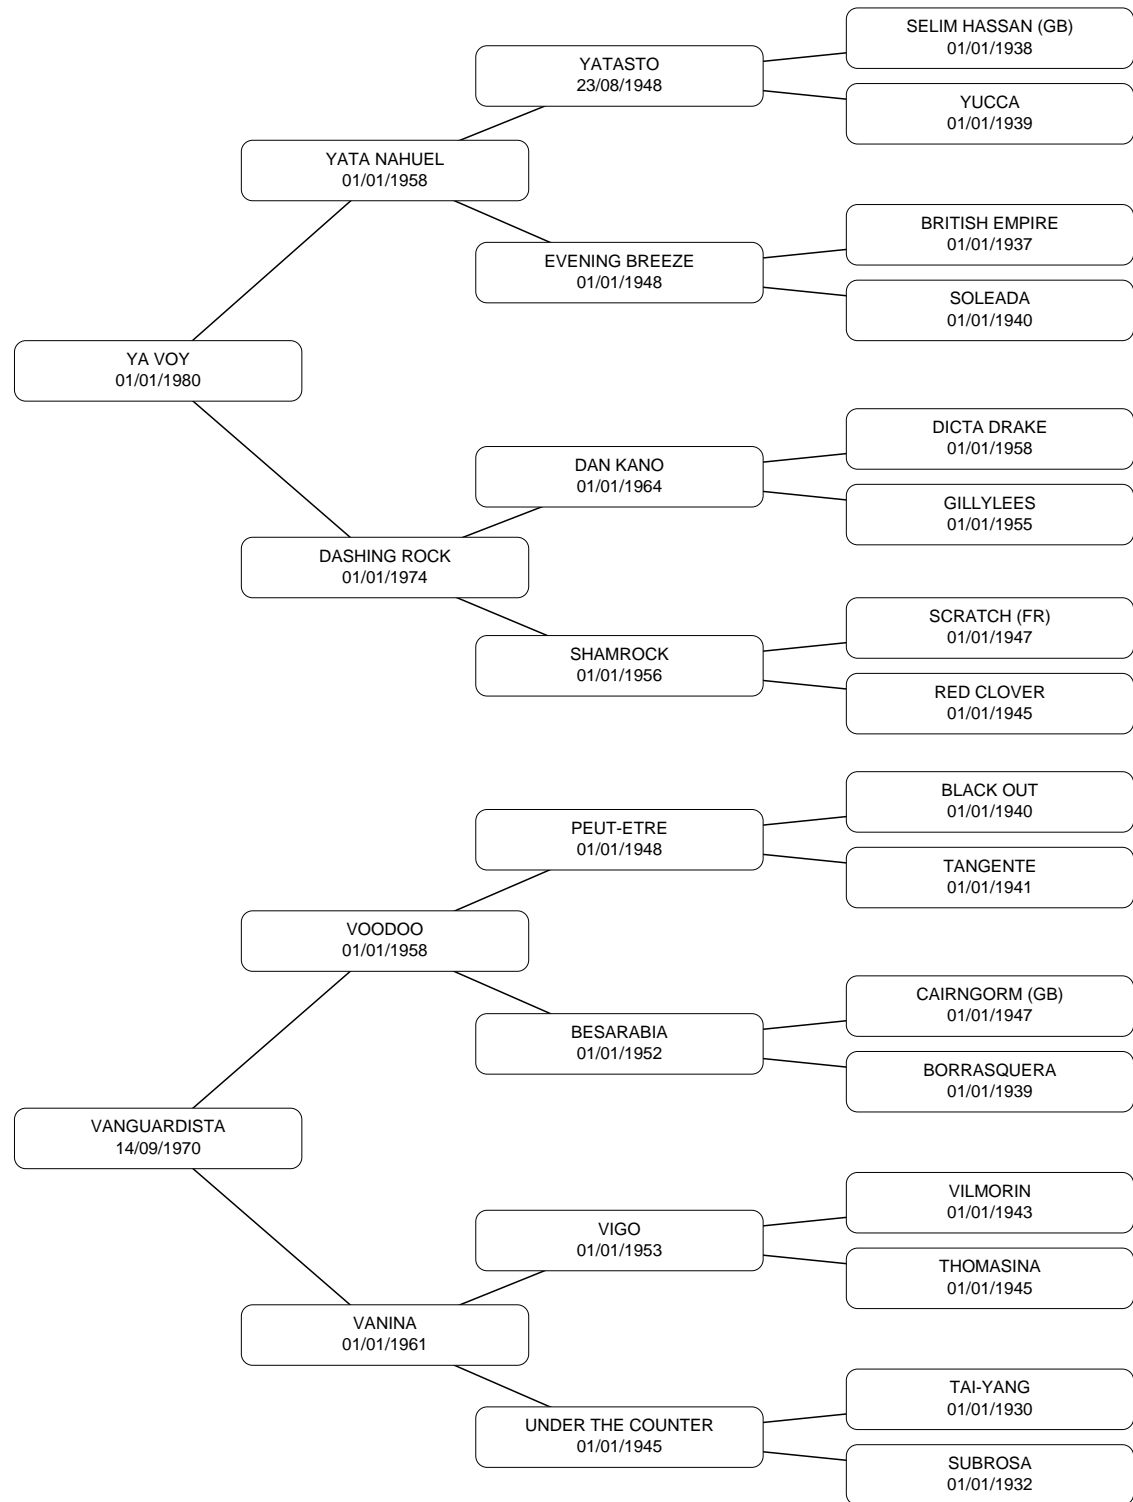 SELIM HASSAN (GB)
01/01/1938
YATASTO
23/08/1948
YUCCA
01/01/1939
YATA NAHUEL
01/01/1958
BRITISH EMPIRE
01/01/1937
EVENING BREEZE
01/01/1948
SOLEADA
01/01/1940
YA VOY
01/01/1980
DICTA DRAKE
01/01/1958
DAN KANO
01/01/1964
GILLYLEES
01/01/1955
DASHING ROCK
01/01/1974
SCRATCH (FR)
01/01/1947
SHAMROCK
01/01/1956
RED CLOVER
01/01/1945
BLACK OUT
01/01/1940
PEUT-ETRE
01/01/1948
TANGENTE
01/01/1941
VOODOO
01/01/1958
CAIRNGORM (GB)
01/01/1947
BESARABIA
01/01/1952
BORRASQUERA
01/01/1939
VANGUARDISTA
14/09/1970
VILMORIN
01/01/1943
VIGO
01/01/1953
THOMASINA
01/01/1945
VANINA
01/01/1961
TAI-YANG
01/01/1930
UNDER THE COUNTER
01/01/1945
SUBROSA
01/01/1932